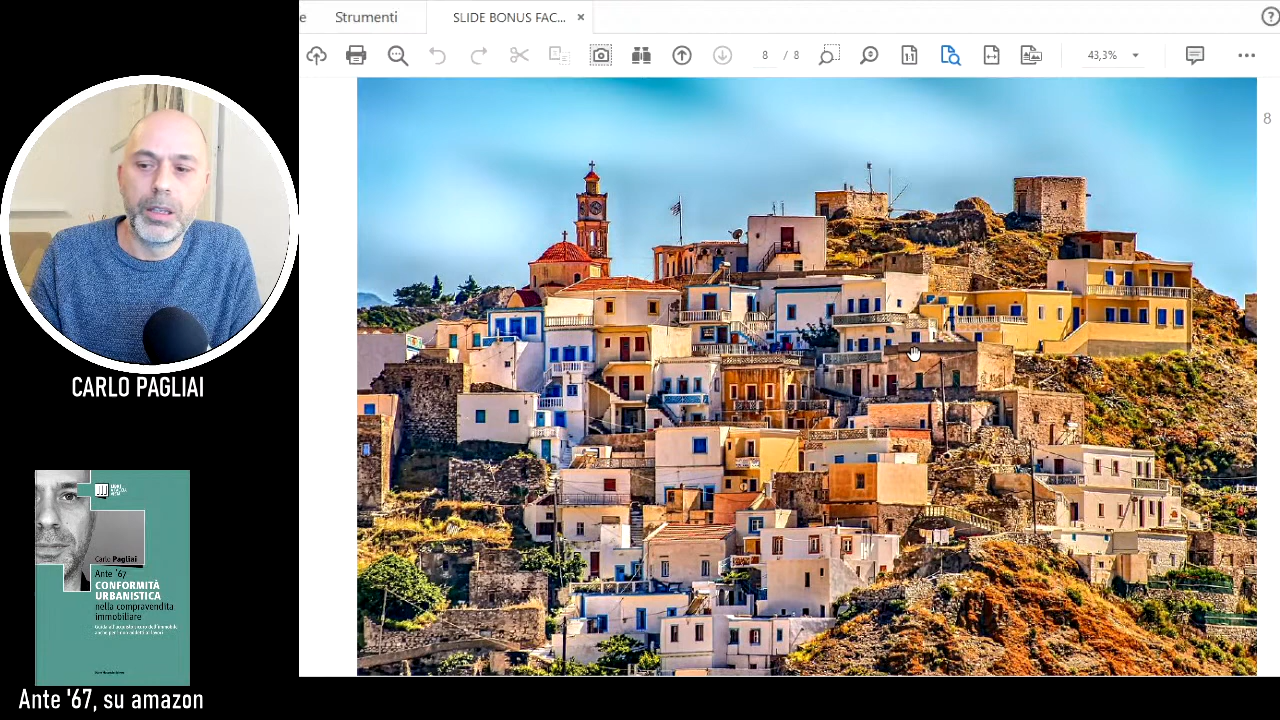 e
Strumenti
SLIDE BONUS FAC... ×
8 / 8
43,3%
8
CARLO PAGLIAI
Carlo Pagliai
Ante '67
CONFORMITÀ
URBANISTICA
nella compravendita
immobiliare
Ante '67, su amazon